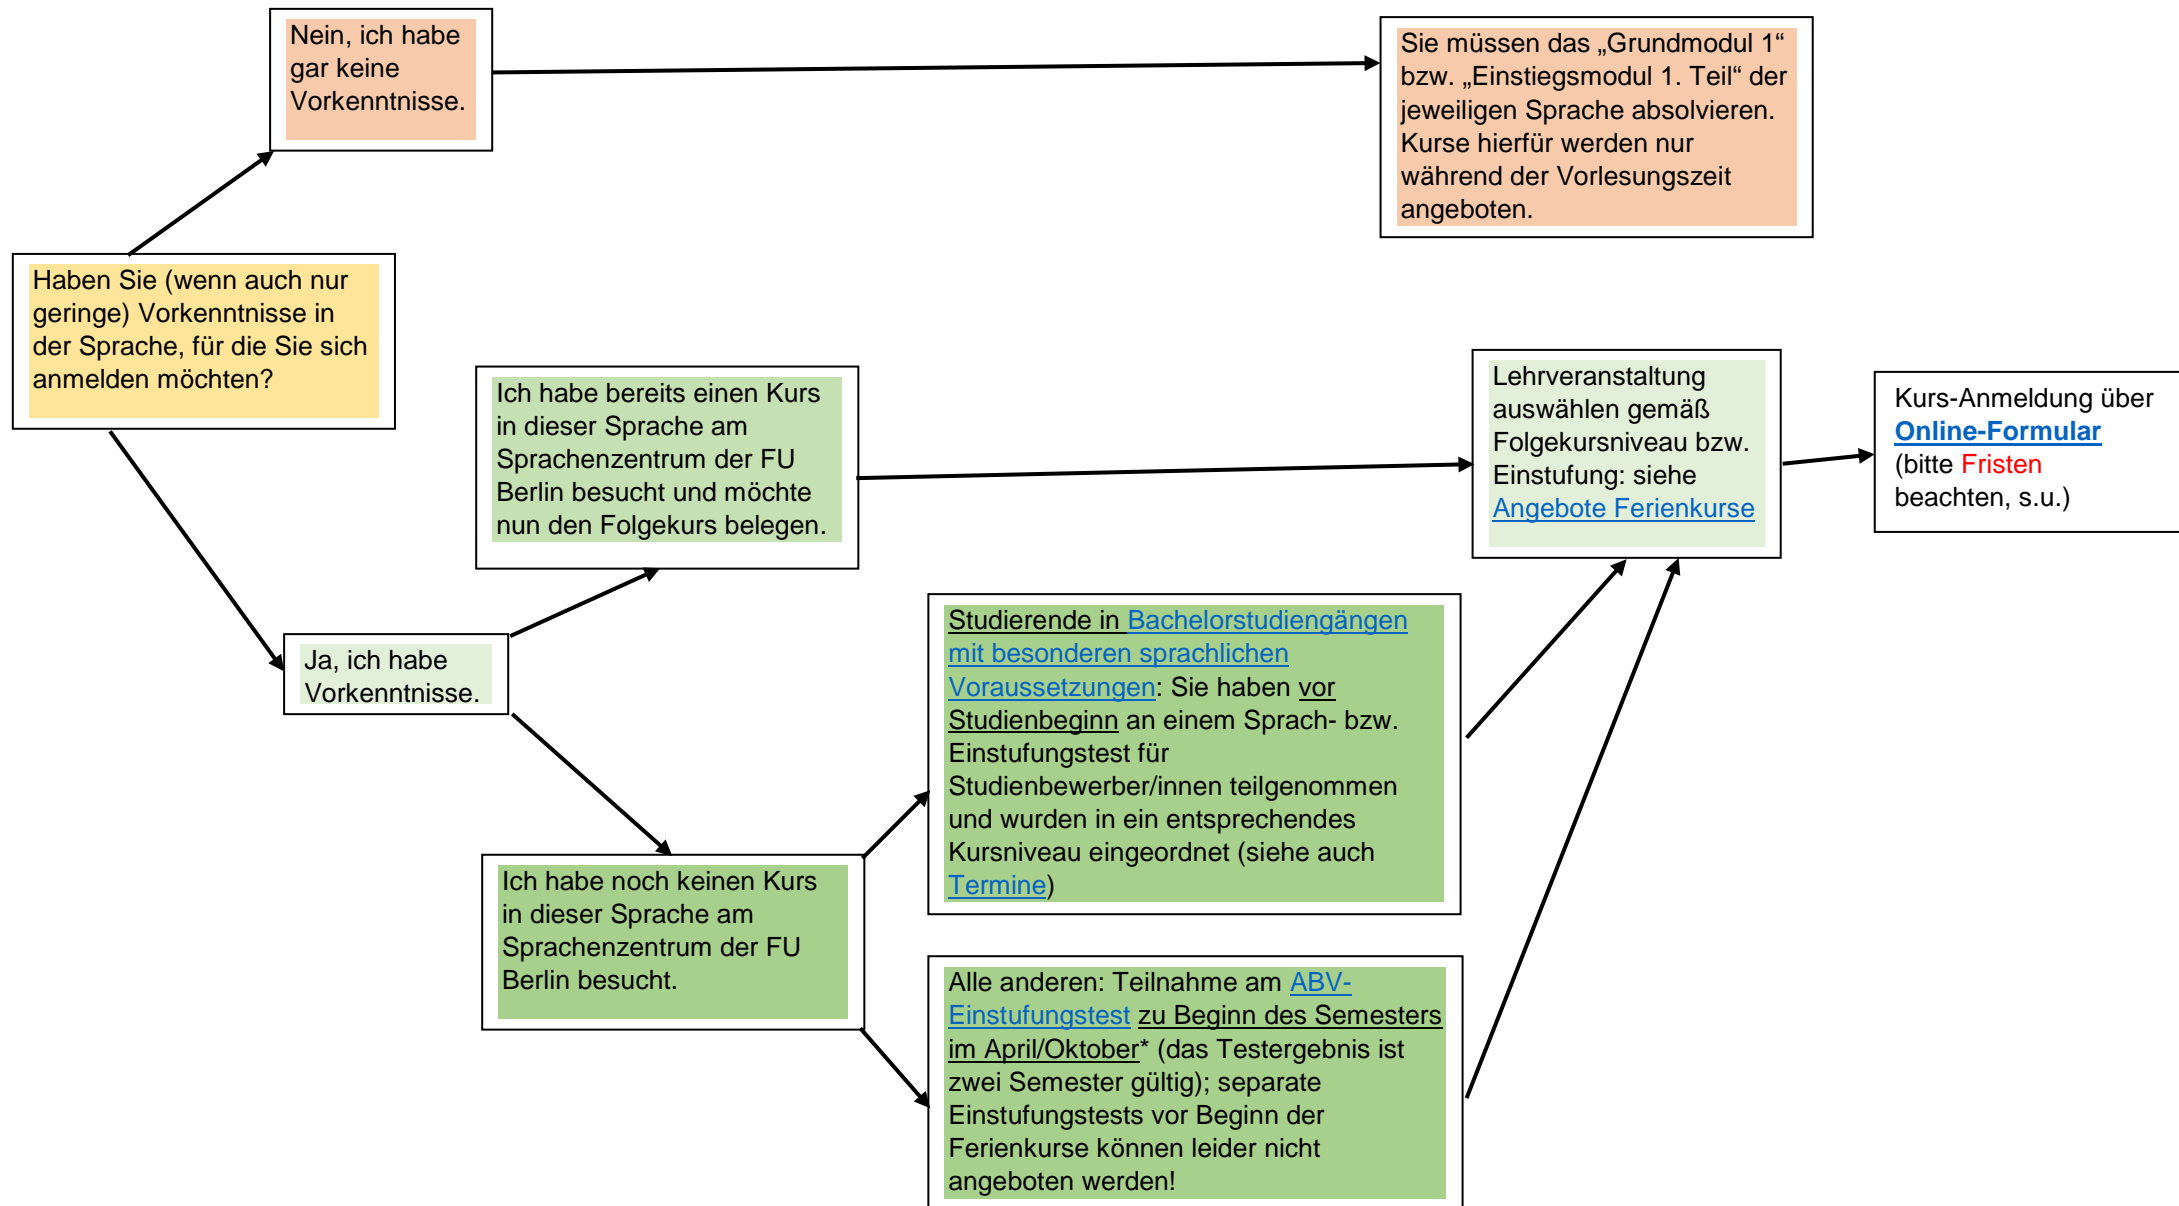 Nein, ich habe
gar keine
Vorkenntnisse.
Sie müssen das „Grundmodul 1“
bzw. „Einstiegsmodul 1. Teil“ der
jeweiligen Sprache absolvieren.
Kurse hierfür werden nur
während der Vorlesungszeit
angeboten.
Haben Sie (wenn auch nur
geringe) Vorkenntnisse in
der Sprache, für die Sie sich
anmelden möchten?
Ich habe bereits einen Kurs
in dieser Sprache am
Sprachenzentrum der FU
Berlin besucht und möchte
nun den Folgekurs belegen.
Lehrveranstaltung
auswählen gemäß
Folgekursniveau bzw.
Einstufung: siehe
Angebote Ferienkurse
Kurs-Anmeldung über
Online-Formular
(bitte Fristen
beachten, s.u.)
Ja, ich habe
Vorkenntnisse.
Studierende in Bachelorstudiengängen
mit besonderen sprachlichen
Voraussetzungen: Sie haben vor
Studienbeginn an einem Sprach- bzw.
Einstufungstest für
Studienbewerber/innen teilgenommen
und wurden in ein entsprechendes
Kursniveau eingeordnet (siehe auch
Termine)
Ich habe noch keinen Kurs
in dieser Sprache am
Sprachenzentrum der FU
Berlin besucht.
Alle anderen: Teilnahme am ABV-
Einstufungstest zu Beginn des Semesters
im April/Oktober* (das Testergebnis ist
zwei Semester gültig); separate
Einstufungstests vor Beginn der
Ferienkurse können leider nicht
angeboten werden!